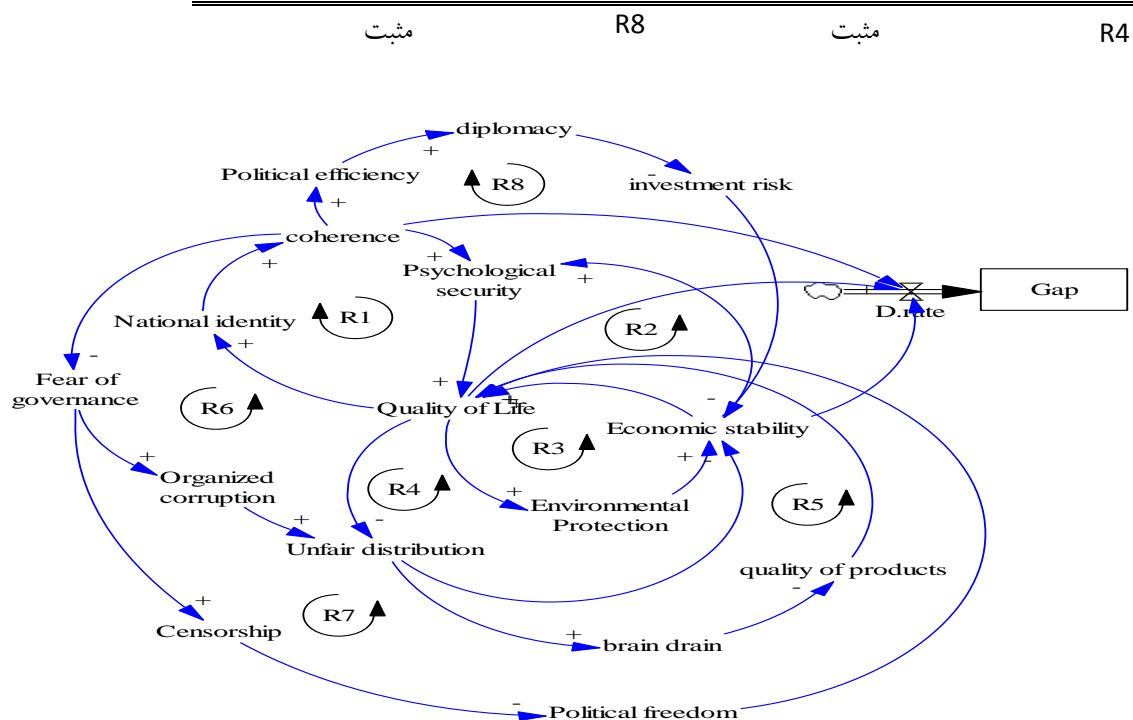 R4 مثبت R8 مثبت
diplomacy
+
Political efficiency
R8
-
investment risk
+
coherence
+
+
Psychological
security
+
Gap
+
D.rate
National identity
R1
R2
+
-
Fear of
governance
R6
+
Quality of Life
+
-
Economic stability
R3
+
-
+
Organized
corruption
R4
+
Environmental
Protection
R5
+
-
Unfair distribution
quality of products
-
+
Censorship
R7
+
brain drain
-
Political freedom